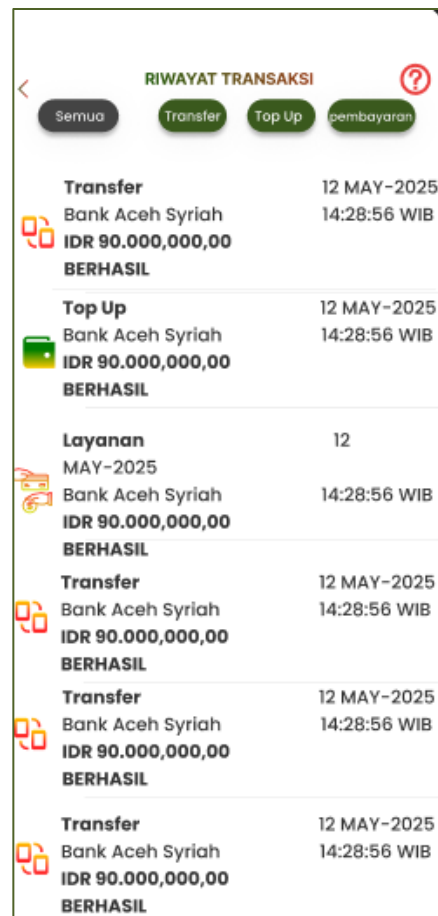 RIWAYAT TRANSAKSI
Semua Transfer Top Up pembayaran
Transfer 12 MAY-2025
Bank Aceh Syriah 14:28:56 WIB
IDR 90.000,000,00
BERHASIL
Top Up 12 MAY-2025
Bank Aceh Syriah 14:28:56 WIB
IDR 90.000,000,00
BERHASIL
Layanan 12
MAY-2025
Bank Aceh Syriah 14:28:56 WIB
IDR 90.000,000,00
BERHASIL
Transfer 12 MAY-2025
Bank Aceh Syriah 14:28:56 WIB
IDR 90.000,000,00
BERHASIL
Transfer 12 MAY-2025
Bank Aceh Syriah 14:28:56 WIB
IDR 90.000,000,00
BERHASIL
Transfer 12 MAY-2025
Bank Aceh Syriah 14:28:56 WIB
IDR 90.000,000,00
BERHASIL